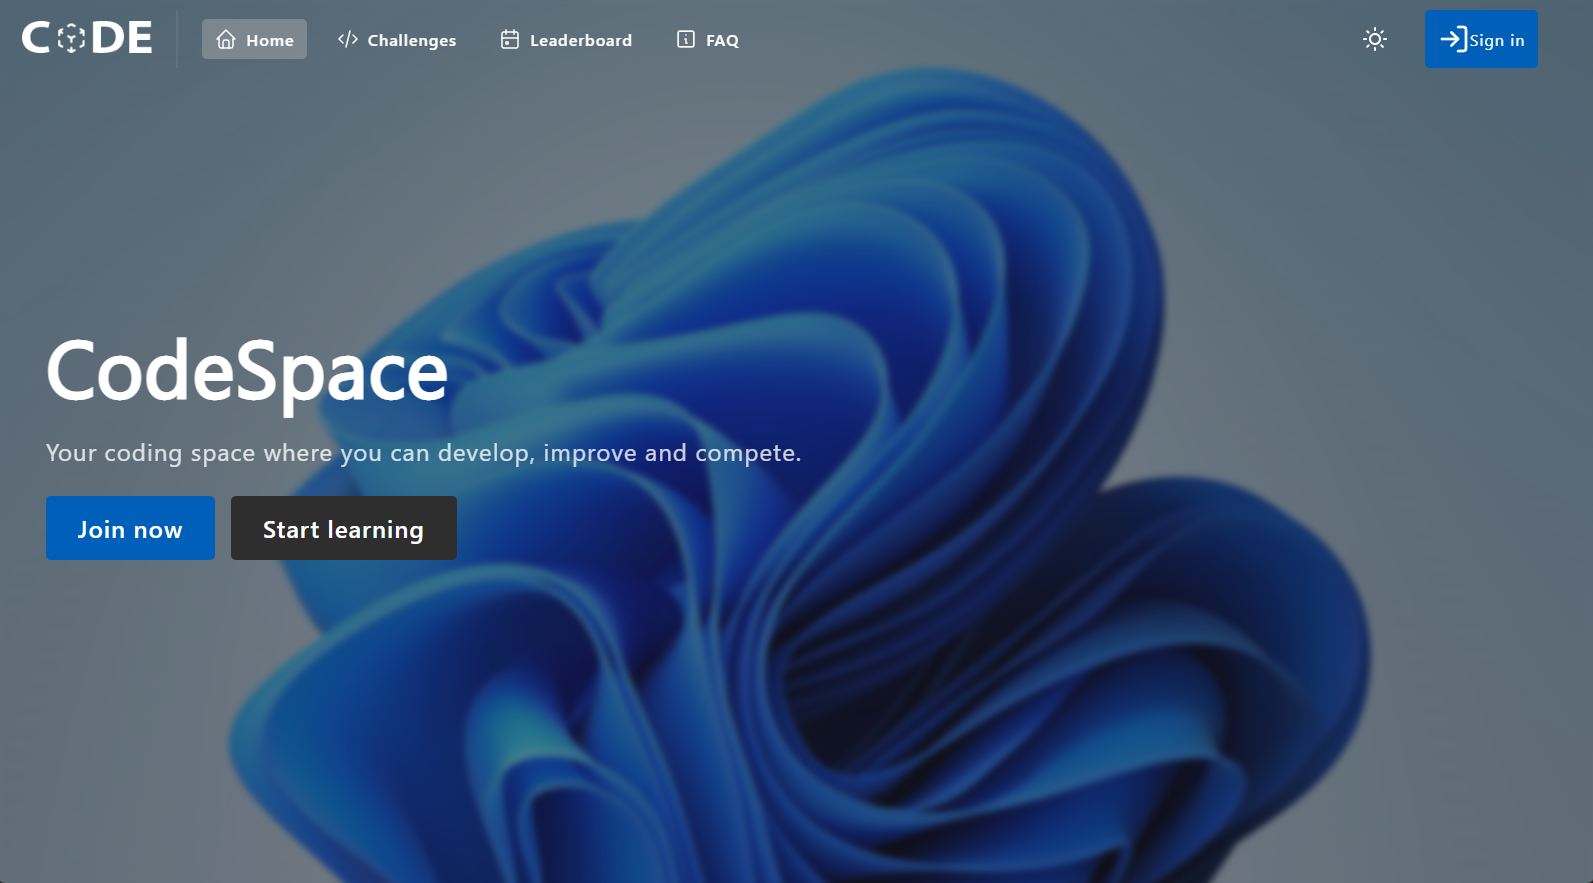 CODE
Home
Challenges
Leaderboard
FAQ
Sign in
CodeSpace
Your coding space where you can develop, improve and compete.
Join now
Start learning